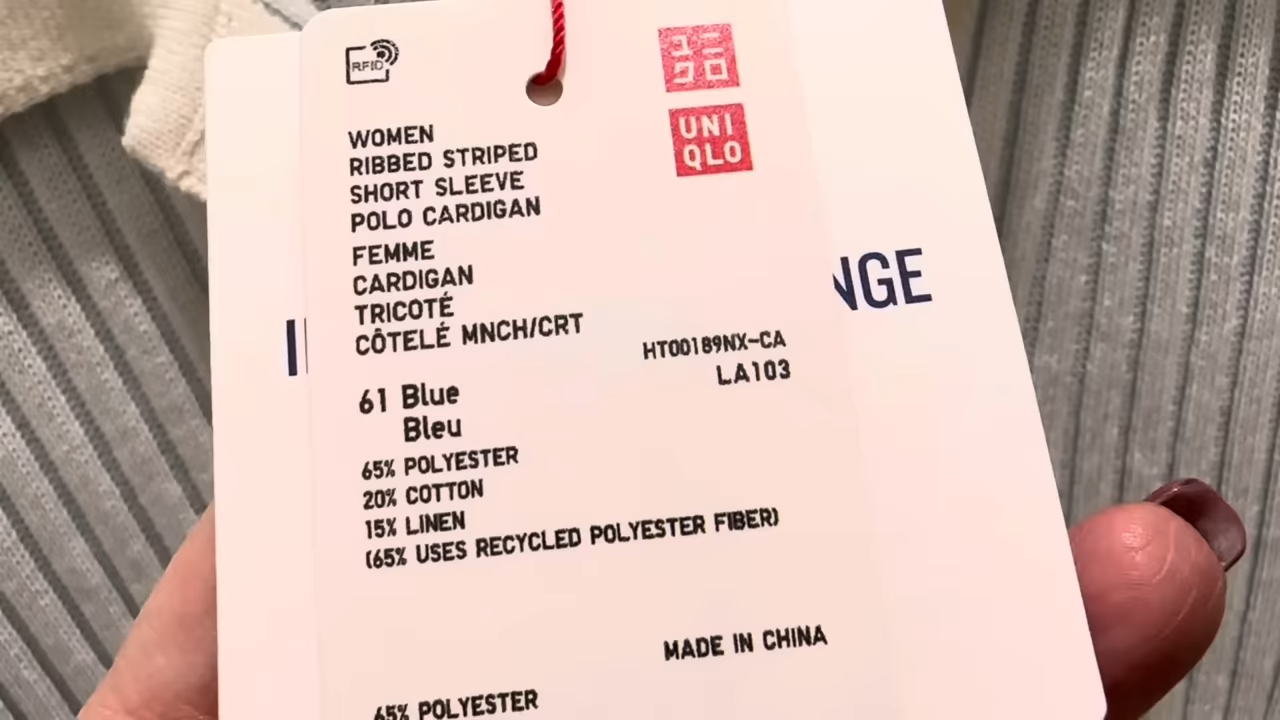 RFID
ユニ
クロ
UNI
QLO
WOMEN
RIBBED STRIPED
SHORT SLEEVE
POLO CARDIGAN
FEMME
CARDIGAN
TRICOTÉ
CÔTELÉ MNCH/CRT
HT00189NX-CA
LA103
61 Blue
Bleu
65% POLYESTER
20% COTTON
15% LINEN
(65% USES RECYCLED POLYESTER FIBER)
MADE IN CHINA
65% POLYESTER